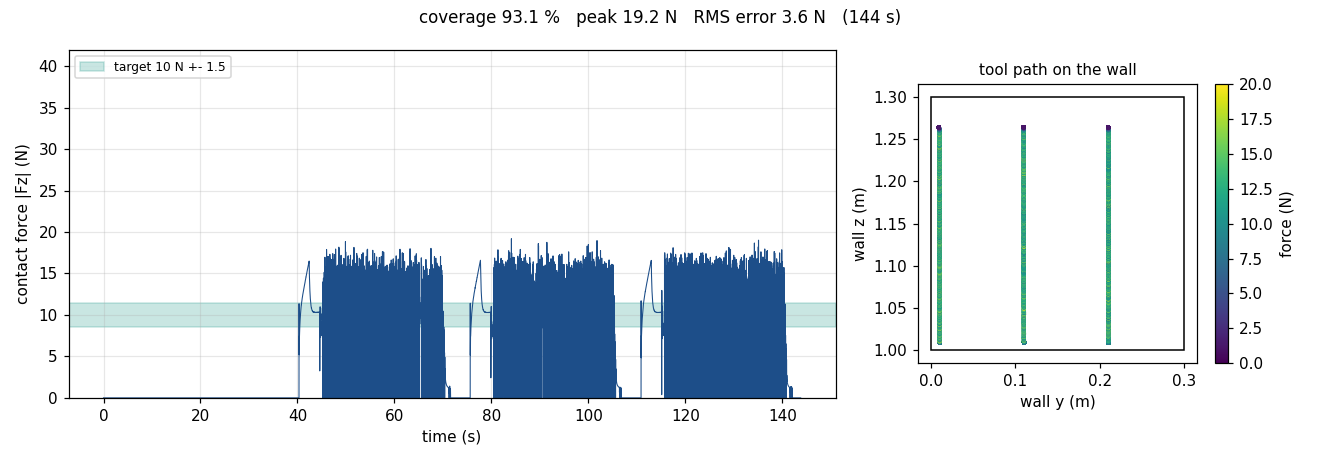 coverage 93.1 %   peak 19.2 N   RMS error 3.6 N   (144 s)
target 10 N +- 1.5
contact force |Fz| (N)
40
35
30
25
20
15
10
5
0
0 20 40 60 80 100 120 140
time (s)
tool path on the wall
wall z (m)
1.30
1.25
1.20
1.15
1.10
1.05
1.00
0.0 0.1 0.2 0.3
wall y (m)
20.0
17.5
15.0
12.5
10.0
7.5
5.0
2.5
0.0
force (N)